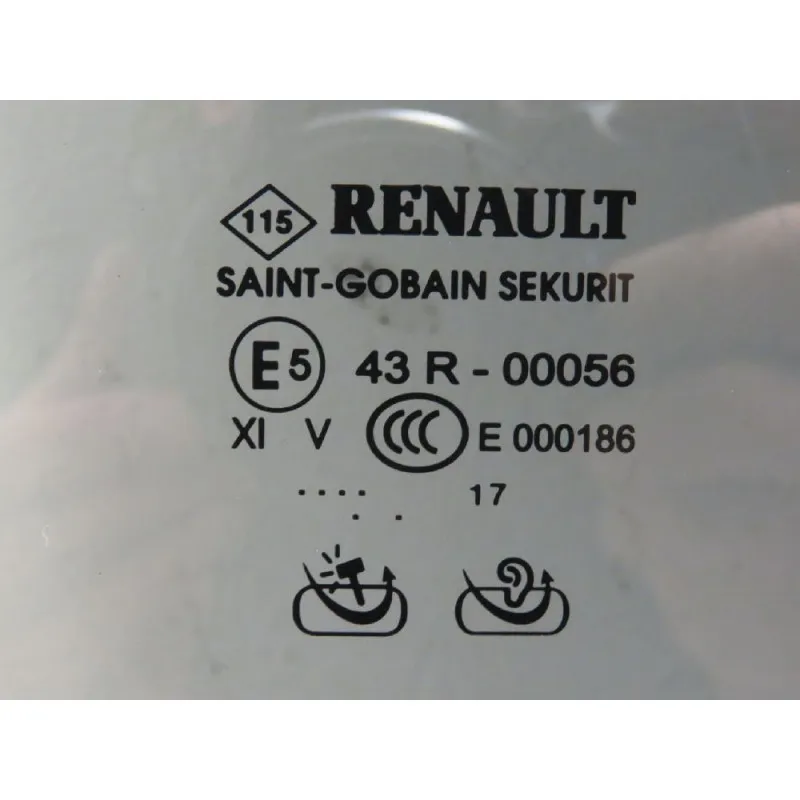 115 RENAULT
SAINT-GOBAIN SEKURIT
E5 43 R - 00056
XI V CCC E 000186
.... 17
. .